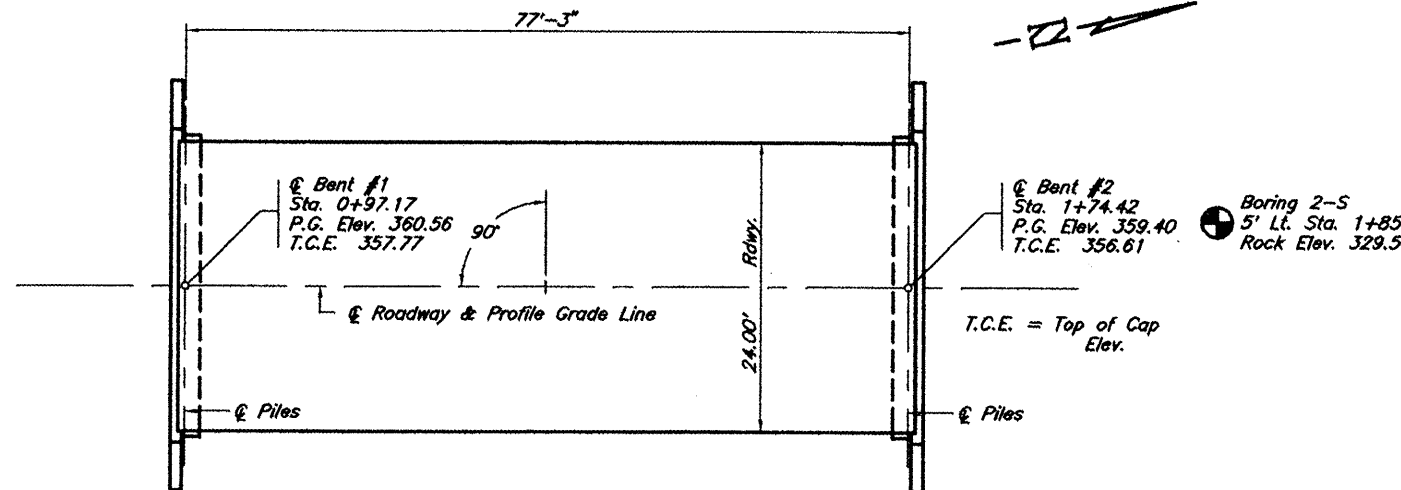 77'-3"
N
℄ Bent #1
Sta. 0+97.17
P.G. Elev. 360.56
T.C.E. 357.77
90°
Rdwy.
24.00'
℄ Bent #2
Sta. 1+74.42
P.G. Elev. 359.40
T.C.E. 356.61
Boring 2-S
5' Lt. Sta. 1+85
Rock Elev. 329.5
℄ Roadway & Profile Grade Line
T.C.E. = Top of Cap
Elev.
℄ Piles
℄ Piles